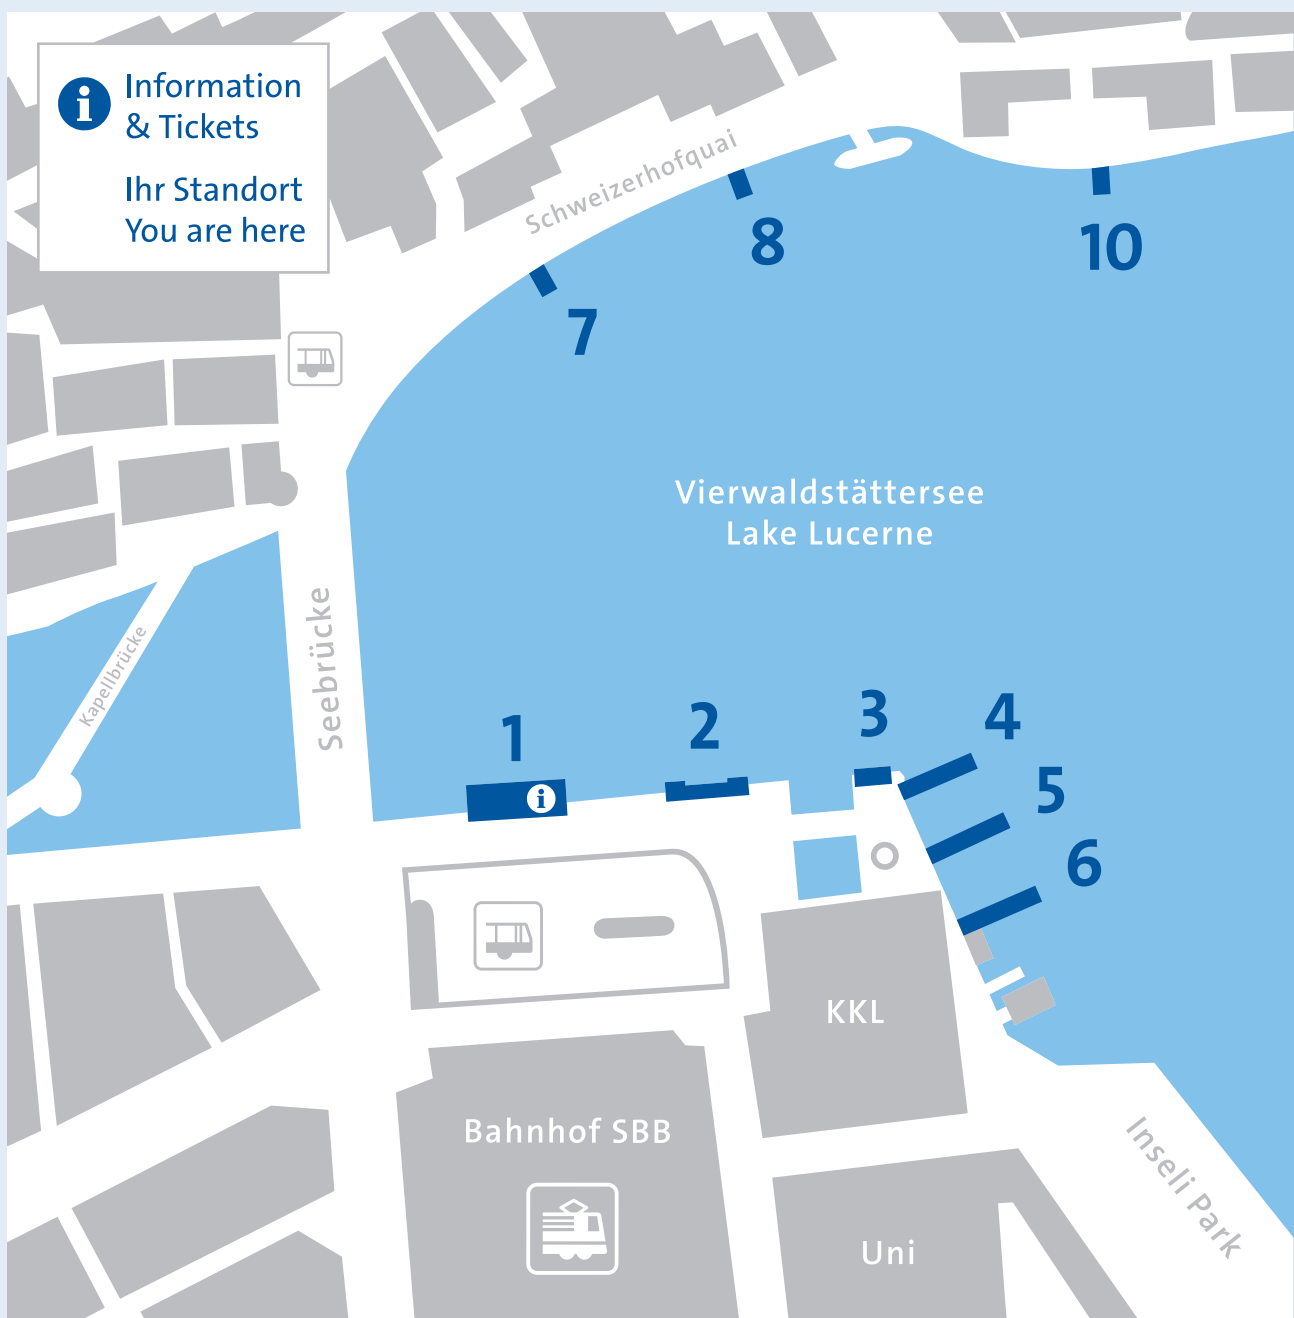 i
Information
& Tickets
Ihr Standort
You are here
Schweizerhofquai
8
10
7
Vierwaldstättersee
Lake Lucerne
Kapellbrücke
Seebrücke
1
2
3
4
5
6
i
KKL
Bahnhof SBB
Inseli Park
Uni